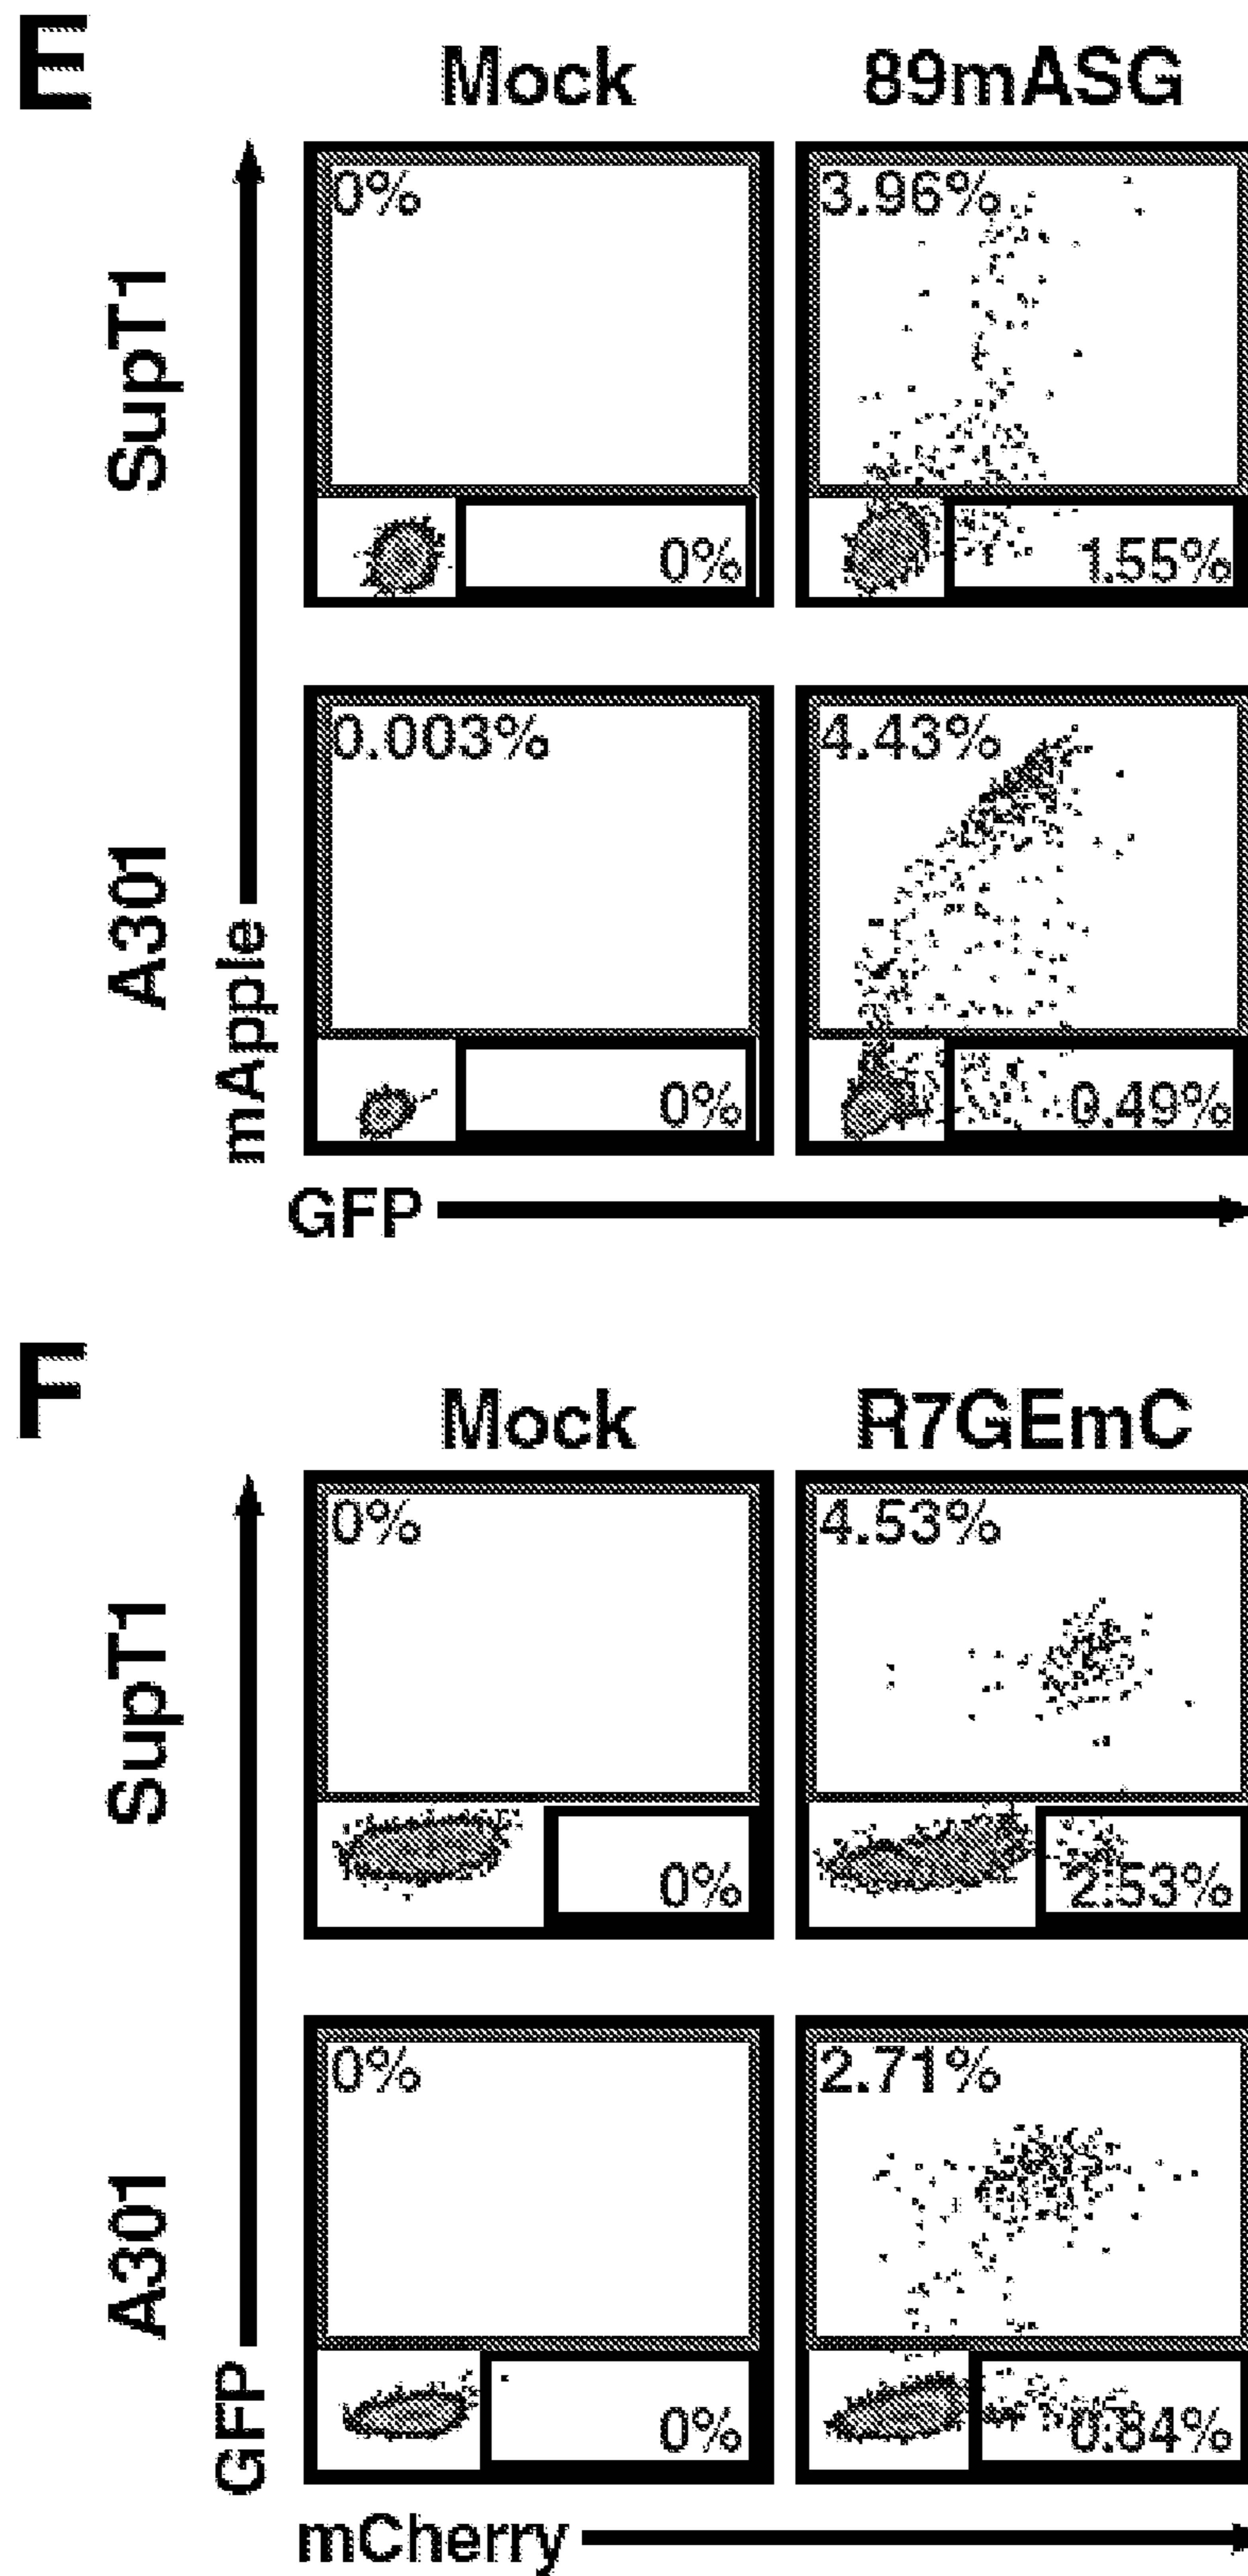 E
Mock 89mASG
SupT1
0% 3.96%
0% 1.55%
A301
0.003% 4.43%
0% 0.49%
mApple
GFP
F
Mock R7GEmC
SupT1
0% 4.53%
0% 2.53%
A301
0% 2.71%
0% 0.84%
GFP
mCherry